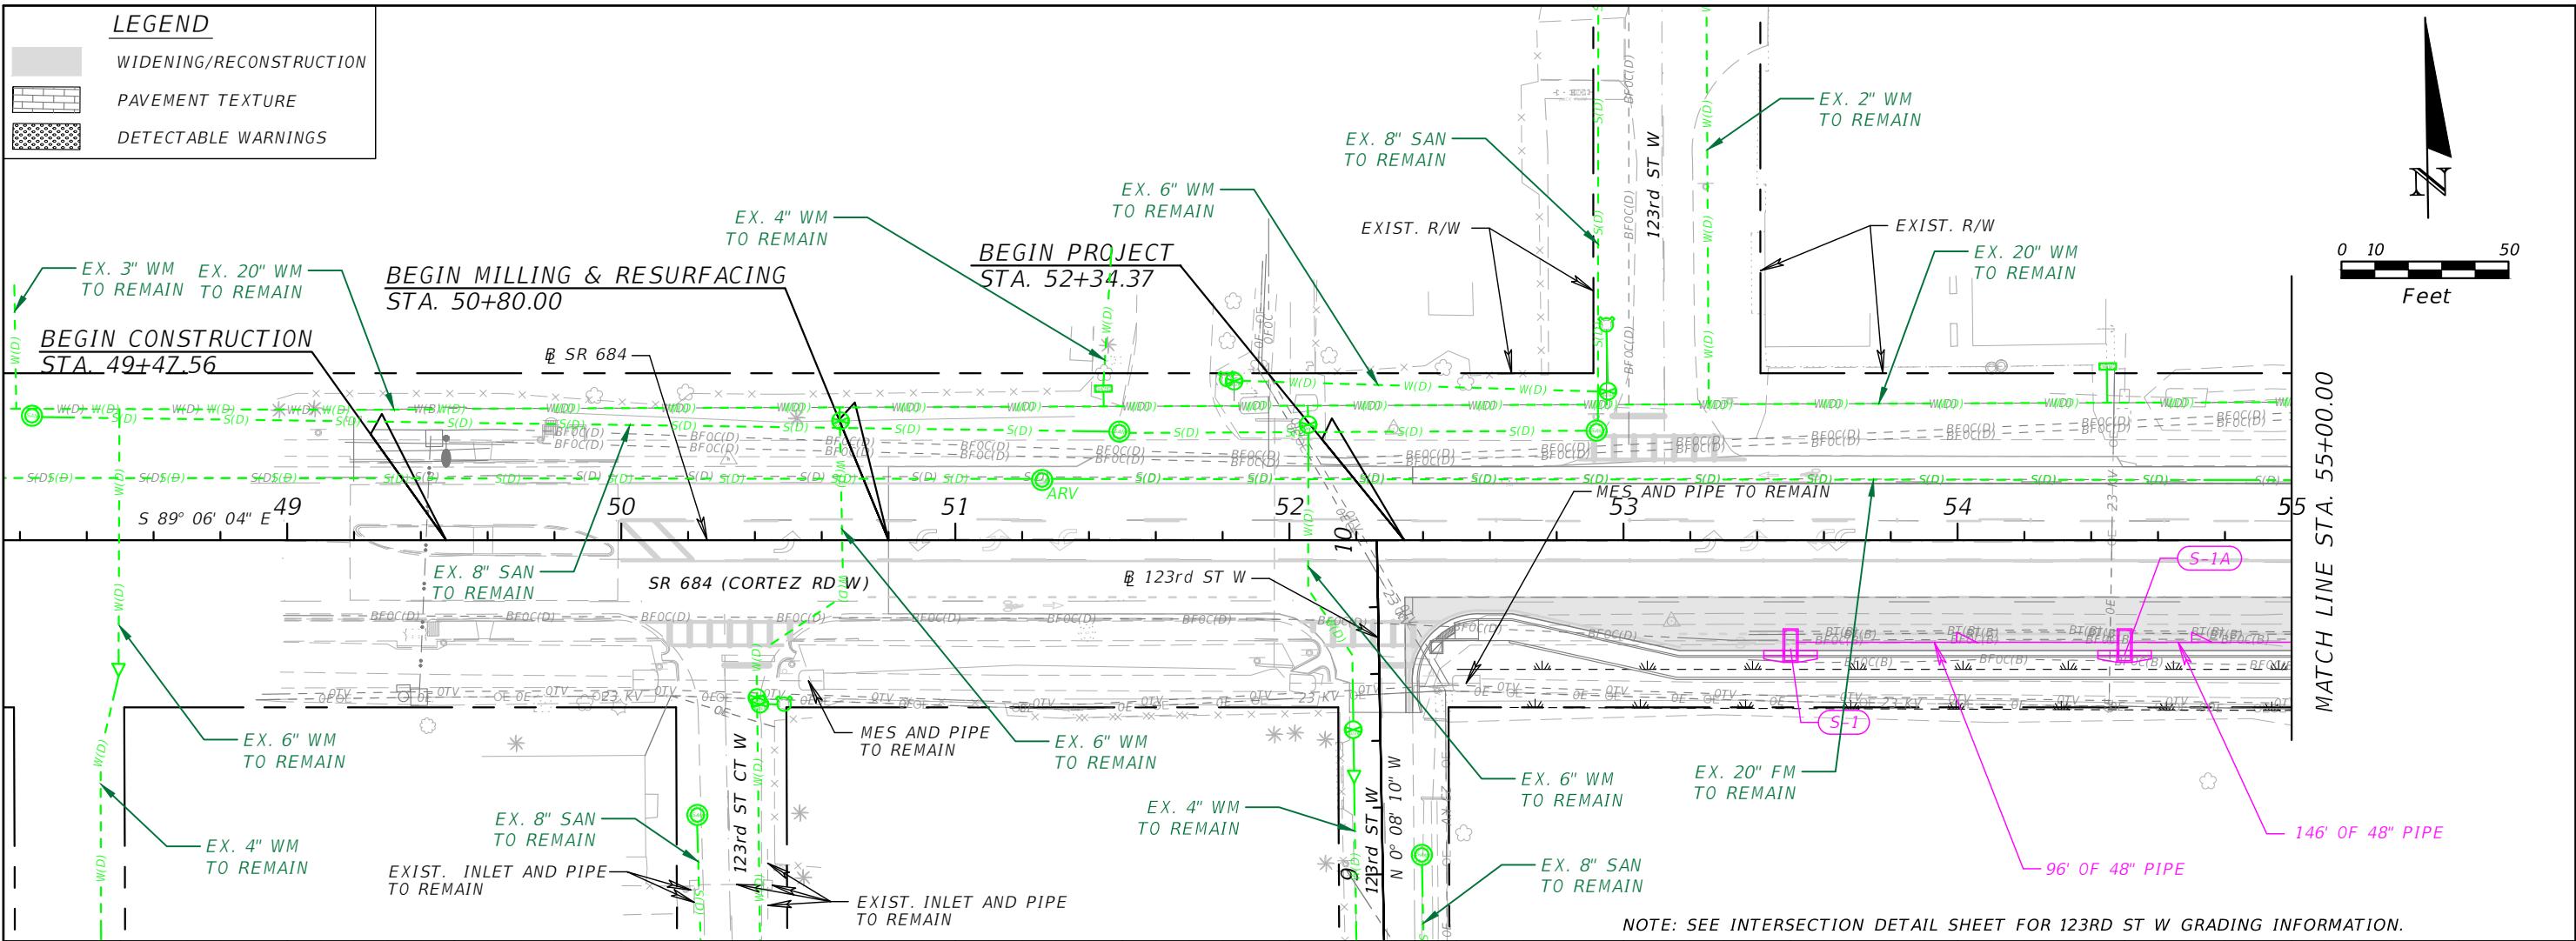 LEGEND
WIDENING/RECONSTRUCTION
PAVEMENT TEXTURE
DETECTABLE WARNINGS
EX. 3" WM
TO REMAIN
EX. 20" WM
TO REMAIN
BEGIN CONSTRUCTION
STA. 49+47.56
BEGIN MILLING & RESURFACING
STA. 50+80.00
B SR 684
EX. 4" WM
TO REMAIN
BEGIN PROJECT
STA. 52+34.37
EX. 6" WM
TO REMAIN
EX. 8" SAN
TO REMAIN
EXIST. R/W
123rd ST W
EX. 2" WM
TO REMAIN
EXIST. R/W
EX. 20" WM
TO REMAIN
N
0 10 50
Feet
MATCH LINE STA. 55+00.00
ARV
S 89° 06' 04" E
49
50
51
52
53
54
55
MES AND PIPE TO REMAIN
10
EX. 8" SAN
TO REMAIN
SR 684 (CORTEZ RD W)
B 123rd ST W
S-1A
S-1
EX. 6" WM
TO REMAIN
MES AND PIPE
TO REMAIN
EX. 6" WM
TO REMAIN
EX. 6" WM
TO REMAIN
EX. 20" FM
TO REMAIN
EX. 4" WM
TO REMAIN
EX. 8" SAN
TO REMAIN
123rd ST CT W
EX. 4" WM
TO REMAIN
9
123rd ST W
N 0° 08' 10" W
146' OF 48" PIPE
96' OF 48" PIPE
EXIST. INLET AND PIPE
TO REMAIN
EXIST. INLET AND PIPE
TO REMAIN
EX. 8" SAN
TO REMAIN
NOTE: SEE INTERSECTION DETAIL SHEET FOR 123RD ST W GRADING INFORMATION.